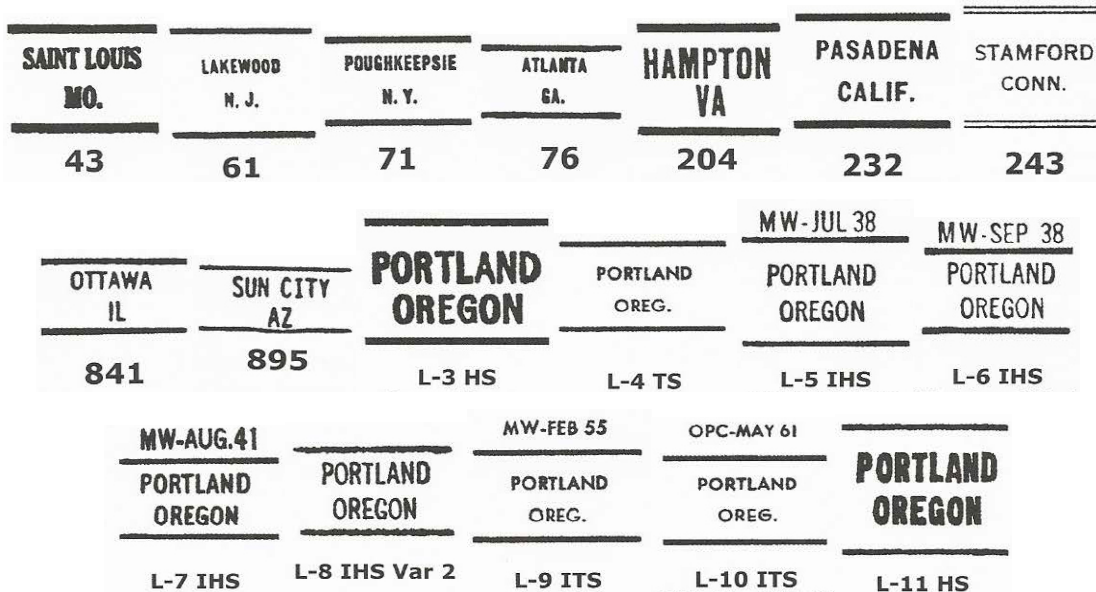 SAINT LOUIS
MO.
43
LAKEWOOD
N. J.
61
POUGHKEEPSIE
N. Y.
71
ATLANTA
GA.
76
HAMPTON
VA
204
PASADENA
CALIF.
232
STAMFORD
CONN.
243
OTTAWA
IL
841
SUN CITY
AZ
895
PORTLAND
OREGON
L-3 HS
PORTLAND
OREG.
L-4 TS
MW-JUL 38
PORTLAND
OREGON
L-5 IHS
MW-SEP 38
PORTLAND
OREGON
L-6 IHS
MW-AUG.41
PORTLAND
OREGON
L-7 IHS
PORTLAND
OREGON
L-8 IHS Var 2
MW-FEB 55
PORTLAND
OREG.
L-9 ITS
OPC-MAY 61
PORTLAND
OREG.
L-10 ITS
PORTLAND
OREGON
L-11 HS